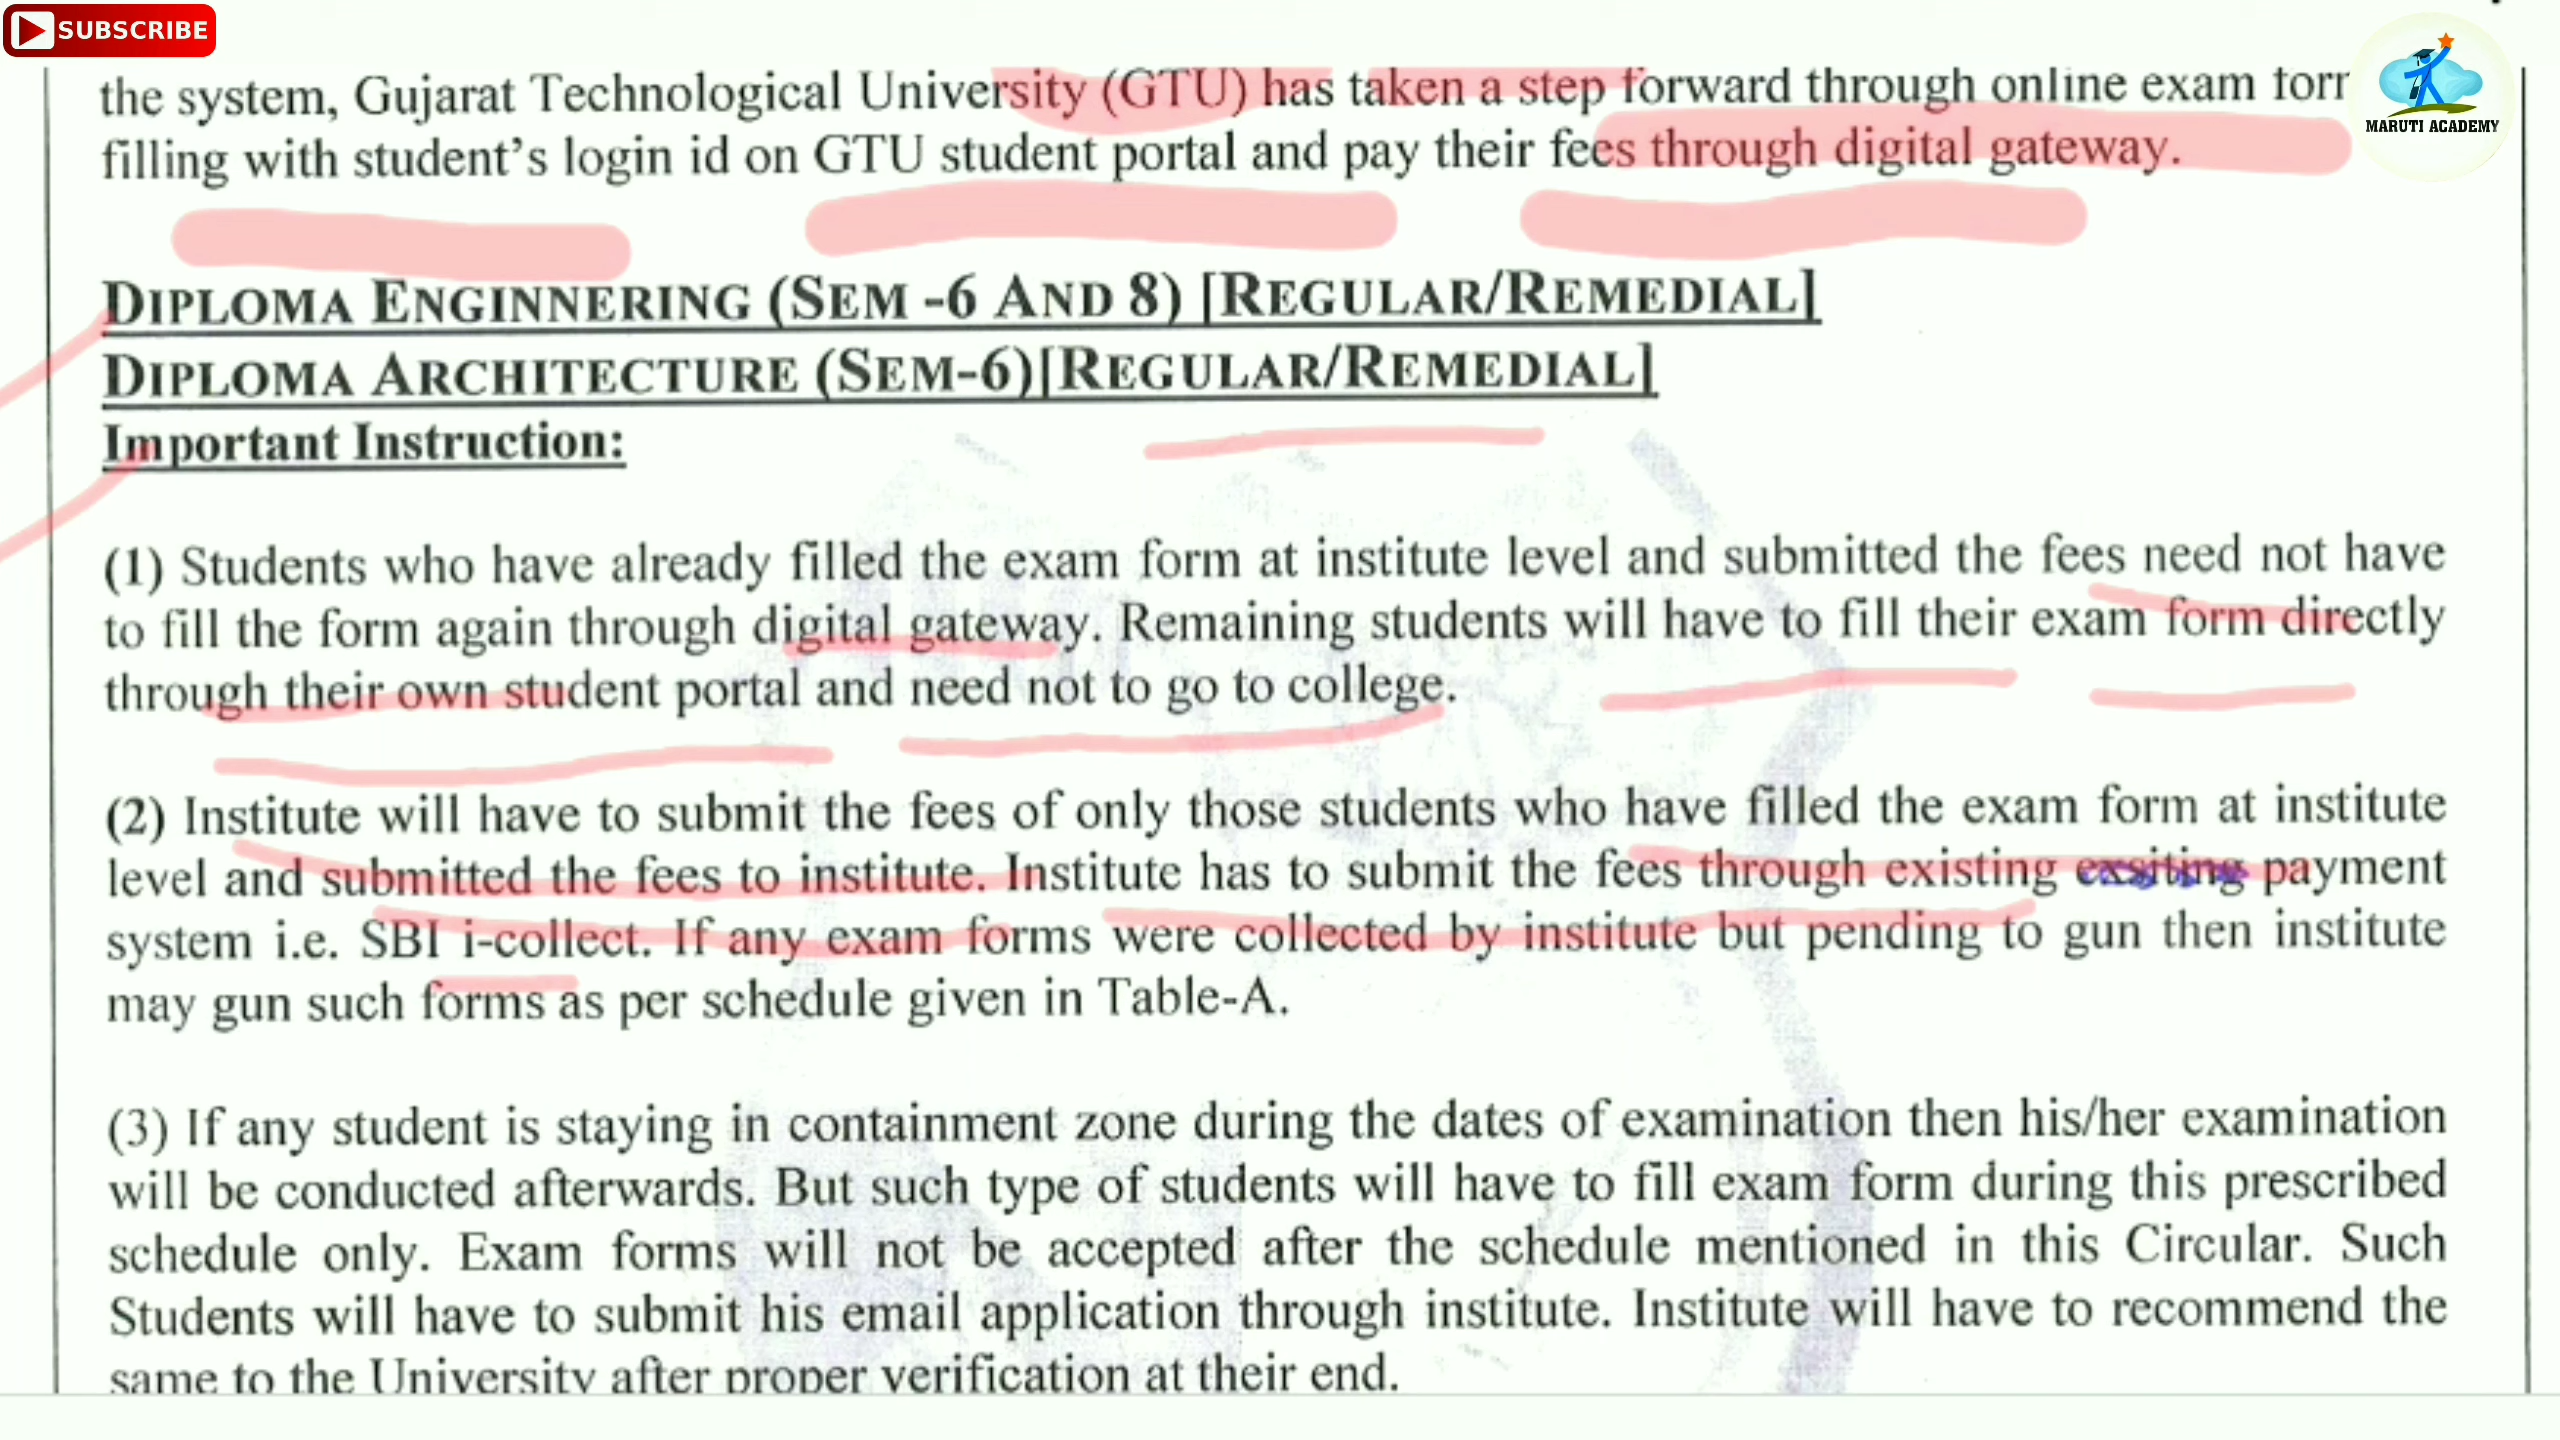 SUBSCRIBE
MARUTI ACADEMY
the system, Gujarat Technological University (GTU) has taken a step forward through online exam
filling with student's login id on GTU student portal and pay their fees through digital gateway.
DIPLOMA ENGINNERING (SEM -6 AND 8) [REGULAR/REMEDIAL]
DIPLOMA ARCHITECTURE (SEM-6)[REGULAR/REMEDIAL]
Important Instruction:
(1) Students who have already filled the exam form at institute level and submitted the fees need not have
to fill the form again through digital gateway. Remaining students will have to fill their exam form directly
through their own student portal and need not to go to college.
(2) Institute will have to submit the fees of only those students who have filled the exam form at institute
level and submitted the fees to institute. Institute has to submit the fees through existing exsiting payment
system i.e. SBI i-collect. If any exam forms were collected by institute but pending to gun then institute
may gun such forms as per schedule given in Table-A.
(3) If any student is staying in containment zone during the dates of examination then his/her examination
will be conducted afterwards. But such type of students will have to fill exam form during this prescribed
schedule only. Exam forms will not be accepted after the schedule mentioned in this Circular. Such
Students will have to submit his email application through institute. Institute will have to recommend the
same to the University after proper verification at their end.